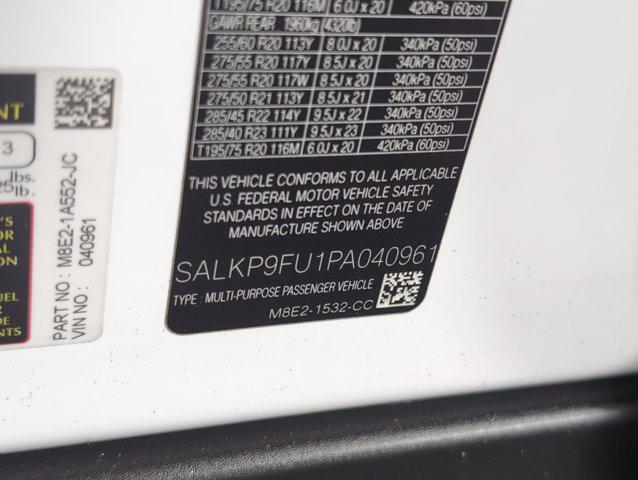 T195/75 R20 116M 6.0J x 20 420kPa (60psi)
GAWR REAR: 1960kg (4320lb)
255/60 R20 113Y 8.0J x 20 340kPa (50psi)
275/55 R20 117Y 8.5J x 20 340kPa (50psi)
275/55 R20 117W 8.5J x 20 340kPa (50psi)
275/50 R21 113Y 8.5J x 21 340kPa (50psi)
285/45 R22 114Y 9.5J x 22 340kPa (50psi)
285/40 R23 111Y 9.5J x 23 340kPa (50psi)
T195/75 R20 116M 6.0J x 20 420kPa (60psi)
THIS VEHICLE CONFORMS TO ALL APPLICABLE
U.S. FEDERAL MOTOR VEHICLE SAFETY
STANDARDS IN EFFECT ON THE DATE OF
MANUFACTURE SHOWN ABOVE
SALKP9FU1PA040961
TYPE: MULTI-PURPOSE PASSENGER VEHICLE
M8E2-1532-CC
PART NO : M8E2-1A552-JC
VIN NO : 040961
NT
3
lbs.
25lb.